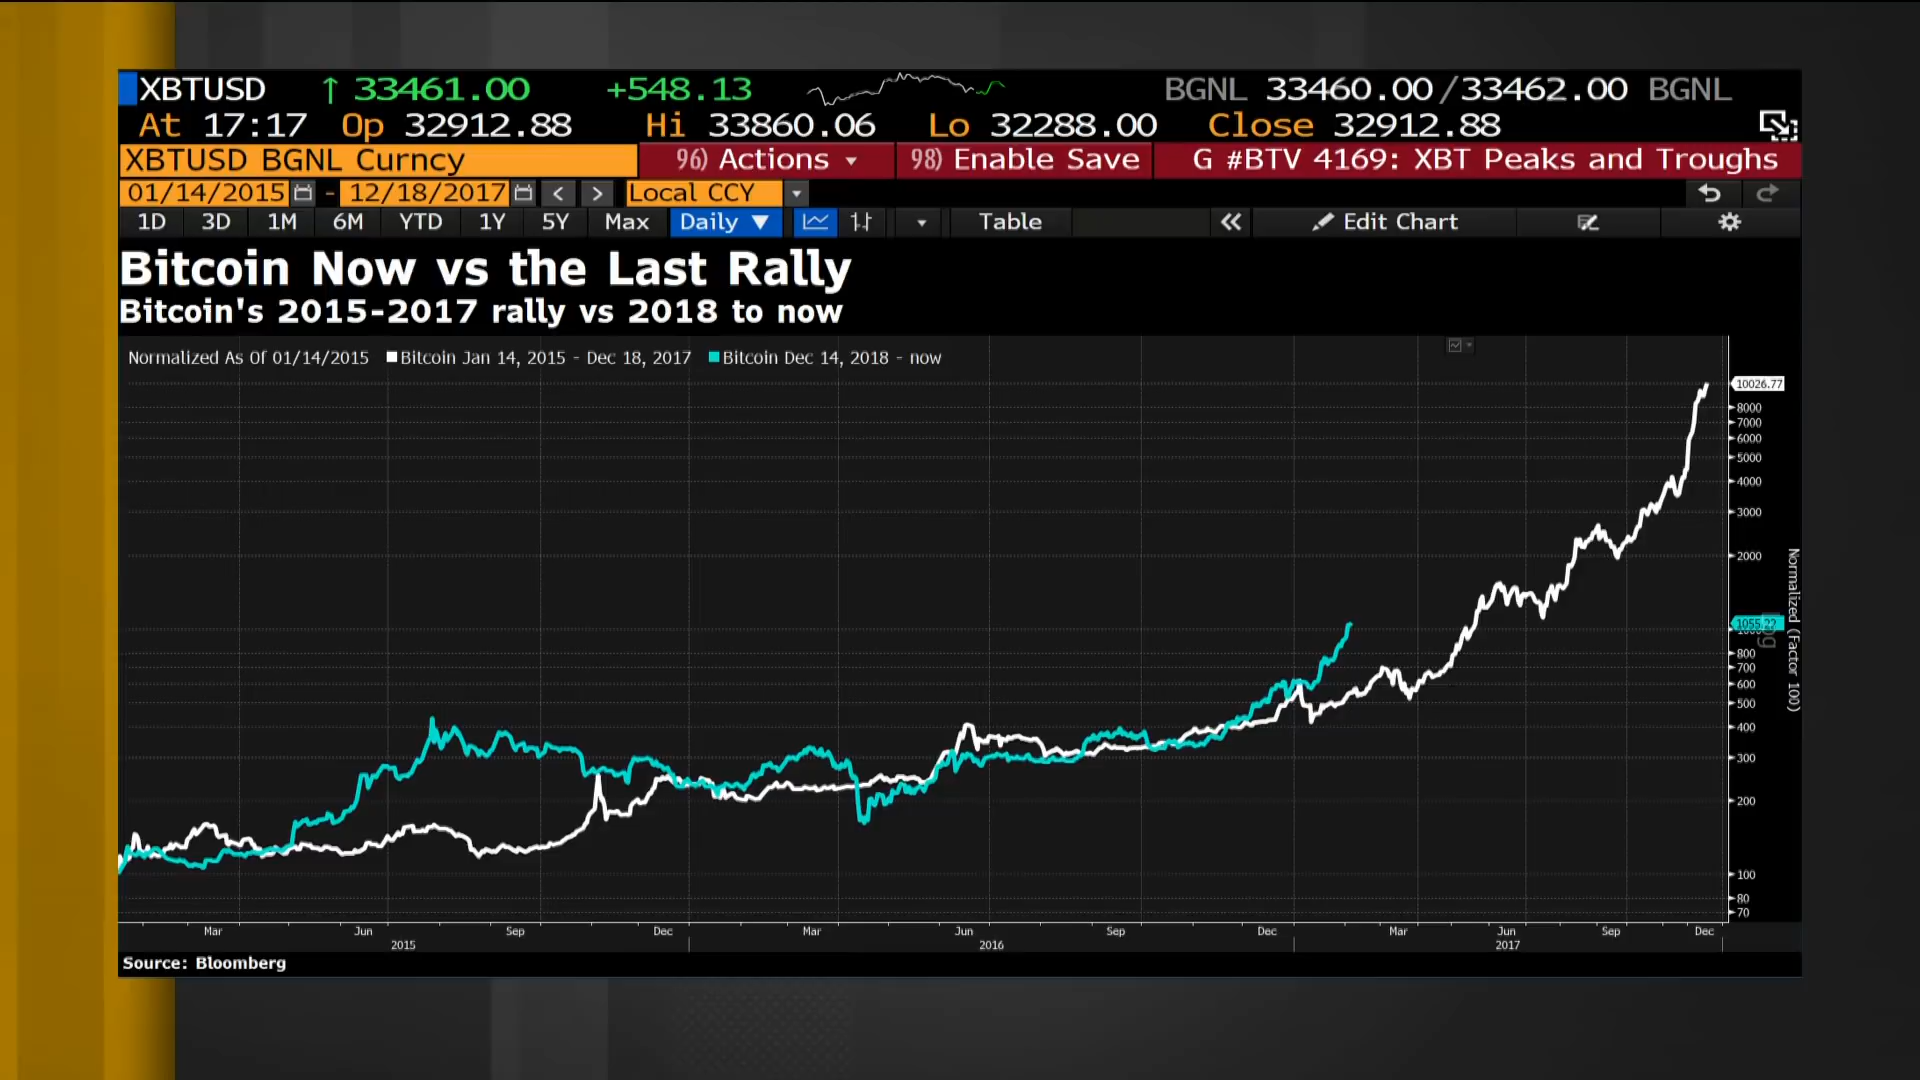 XBTUSD ↑ 33461.00 +548.13 BGNL 33460.00/33462.00 BGNL
At 17:17 Op 32912.88 Hi 33860.06 Lo 32288.00 Close 32912.88
XBTUSD BGNL Curncy 96) Actions 98) Enable Save G #BTV 4169: XBT Peaks and Troughs
01/14/2015 - 12/18/2017 < > Local CCY
1D 3D 1M 6M YTD 1Y 5Y Max Daily ▼ Table « Edit Chart
Bitcoin Now vs the Last Rally
Bitcoin's 2015-2017 rally vs 2018 to now
Normalized As Of 01/14/2015 Bitcoin Jan 14, 2015 - Dec 18, 2017 Bitcoin Dec 14, 2018 - now
10026.77
8000
7000
6000
5000
4000
3000
2000
1055.22
800
700
600
500
400
300
200
100
80
70
Normalized (Factor 100)
Mar Jun Sep Dec Mar Jun Sep Dec Mar Jun Sep Dec
2015 2016 2017
Source: Bloomberg